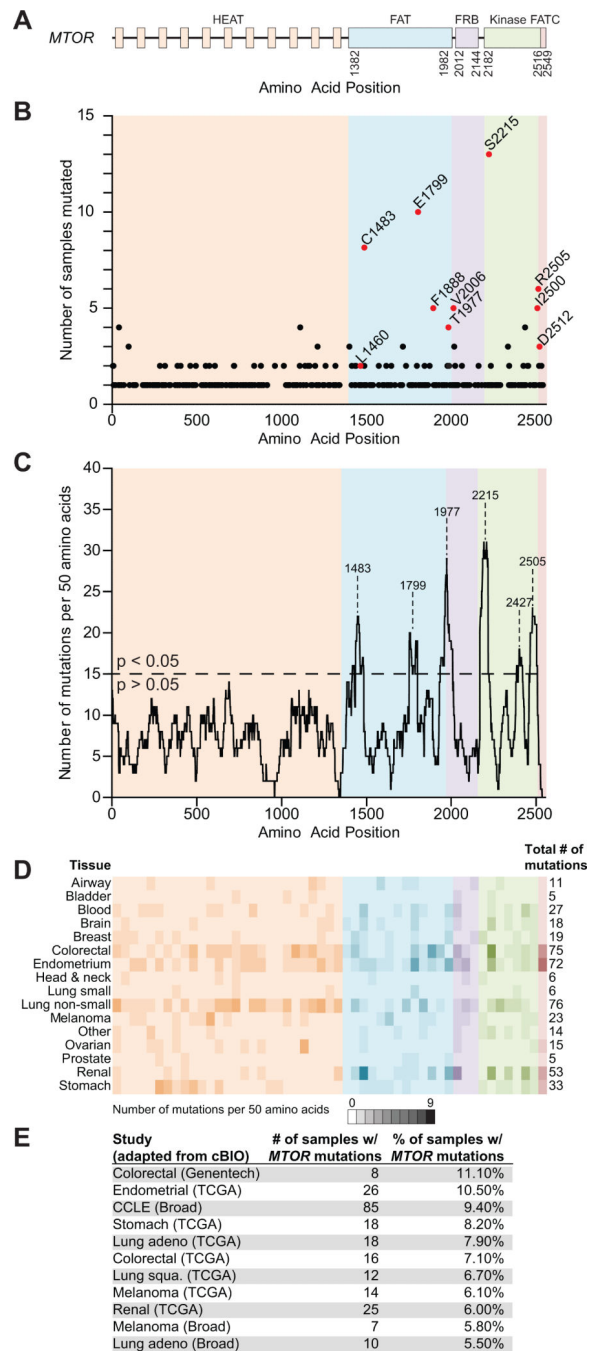 A
HEAT FAT FRB Kinase FATC
MTOR
1382 1982 2012 2144 2182 2516 2549
Amino Acid Position
B
Number of samples mutated
15
10
5
0
S2215
E1799
C1483
R2505
F1888
V2006
I2500
T1977
D2512
L1460
0 500 1000 1500 2000 2500
Amino Acid Position
C
Number of mutations per 50 amino acids
40
35
30
25
20
15
10
5
0
2215
1977
1483
2505
1799
2427
p < 0.05
p > 0.05
0 500 1000 1500 2000 2500
Amino Acid Position
D
Tissue Total # of mutations
Airway 11
Bladder 5
Blood 27
Brain 18
Breast 19
Colorectal 75
Endometrium 72
Head & neck 6
Lung small 6
Lung non-small 76
Melanoma 23
Other 14
Ovarian 15
Prostate 5
Renal 53
Stomach 33
Number of mutations per 50 amino acids 0 9
E
Study # of samples w/ % of samples w/
(adapted from cBIO) MTOR mutations MTOR mutations
Colorectal (Genentech) 8 11.10%
Endometrial (TCGA) 26 10.50%
CCLE (Broad) 85 9.40%
Stomach (TCGA) 18 8.20%
Lung adeno (TCGA) 18 7.90%
Colorectal (TCGA) 16 7.10%
Lung squa. (TCGA) 12 6.70%
Melanoma (TCGA) 14 6.10%
Renal (TCGA) 25 6.00%
Melanoma (Broad) 7 5.80%
Lung adeno (Broad) 10 5.50%